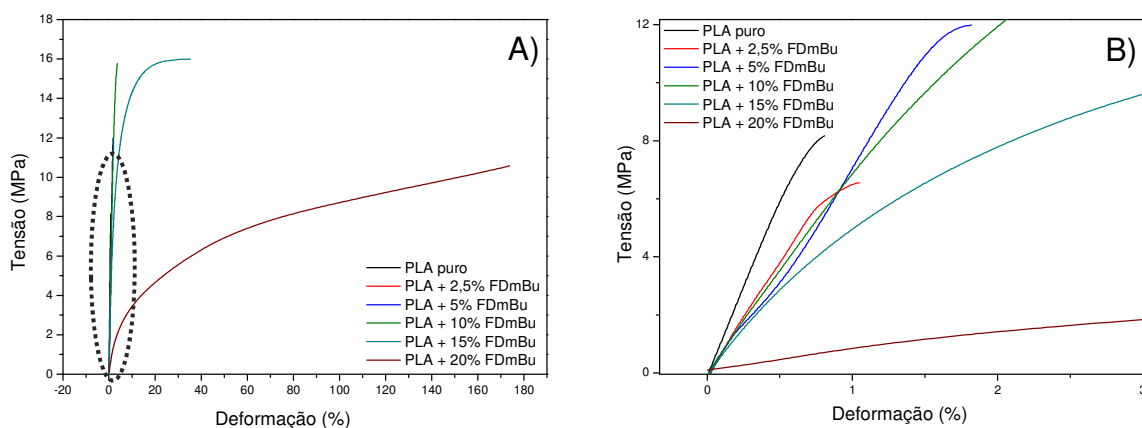 A)
Tensão (MPa)
18
16
14
12
10
8
6
4
2
0
PLA puro
PLA + 2,5% FDmBu
PLA + 5% FDmBu
PLA + 10% FDmBu
PLA + 15% FDmBu
PLA + 20% FDmBu
-20 0 20 40 60 80 100 120 140 160 180
Deformação (%)
B)
Tensão (MPa)
12
8
4
0
PLA puro
PLA + 2,5% FDmBu
PLA + 5% FDmBu
PLA + 10% FDmBu
PLA + 15% FDmBu
PLA + 20% FDmBu
0 1 2 3
Deformação (%)